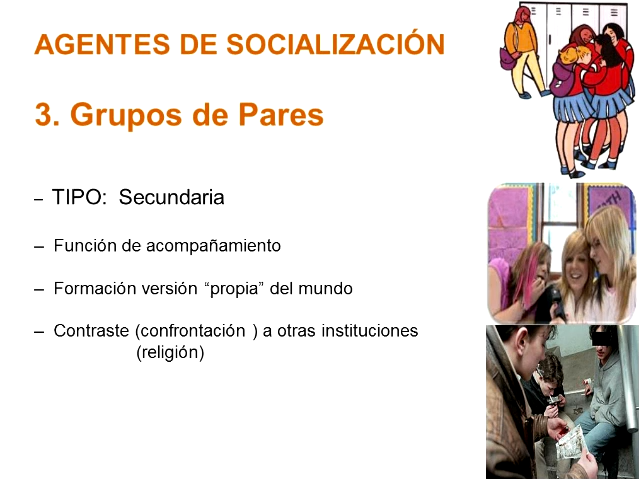 AGENTES DE SOCIALIZACIÓN
3. Grupos de Pares
– TIPO: Secundaria
– Función de acompañamiento
– Formación versión “propia” del mundo
– Contraste (confrontación ) a otras instituciones
(religión)